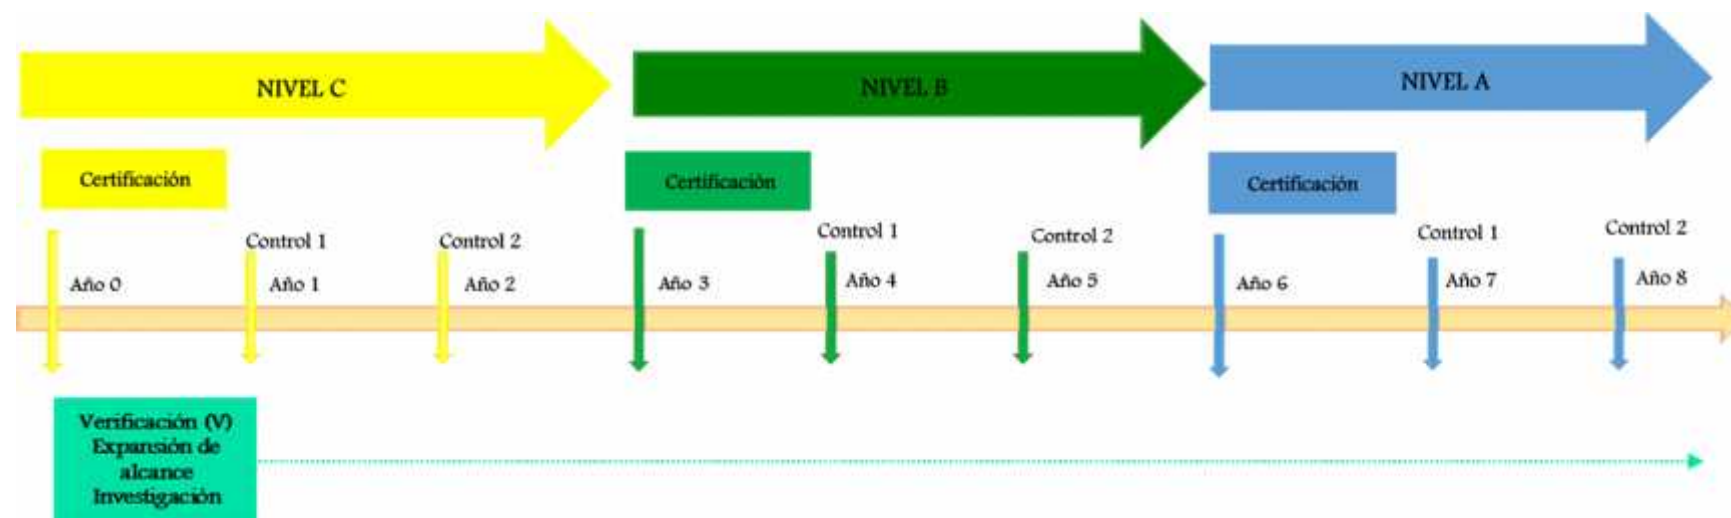 NIVEL C
NIVEL B
NIVEL A
Certificación
Certificación
Certificación
Control 1
Control 2
Control 1
Control 2
Control 1
Control 2
Año 0
Año 1
Año 2
Año 3
Año 4
Año 5
Año 6
Año 7
Año 8
Verificación (V)
Expansión de
alcance
Investigación